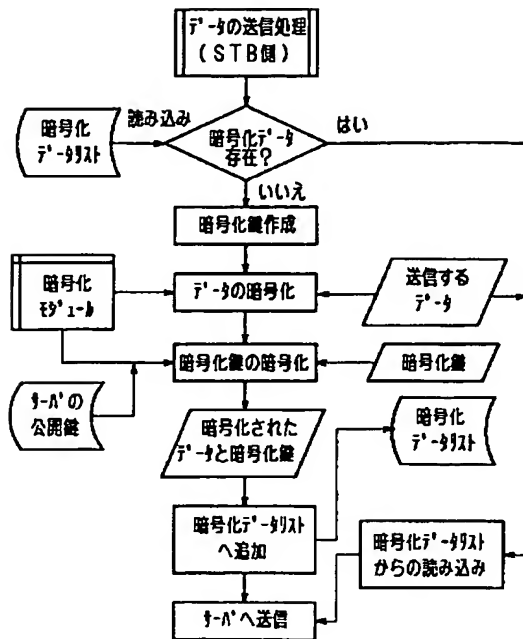 ﾃﾞｰﾀの送信処理
(STB側)
読み込み
暗号化
ﾃﾞｰﾀﾘｽﾄ
暗号化ﾃﾞｰﾀ
存在?
はい
いいえ
暗号化鍵作成
暗号化
ﾓｼﾞｭｰﾙ
ﾃﾞｰﾀの暗号化
送信する
ﾃﾞｰﾀ
暗号化鍵の暗号化
暗号化鍵
ｻｰﾊﾞの
公開鍵
暗号化された
ﾃﾞｰﾀと暗号化鍵
暗号化
ﾃﾞｰﾀﾘｽﾄ
暗号化ﾃﾞｰﾀﾘｽﾄ
へ追加
暗号化ﾃﾞｰﾀﾘｽﾄ
からの読み込み
ｻｰﾊﾞへ送信